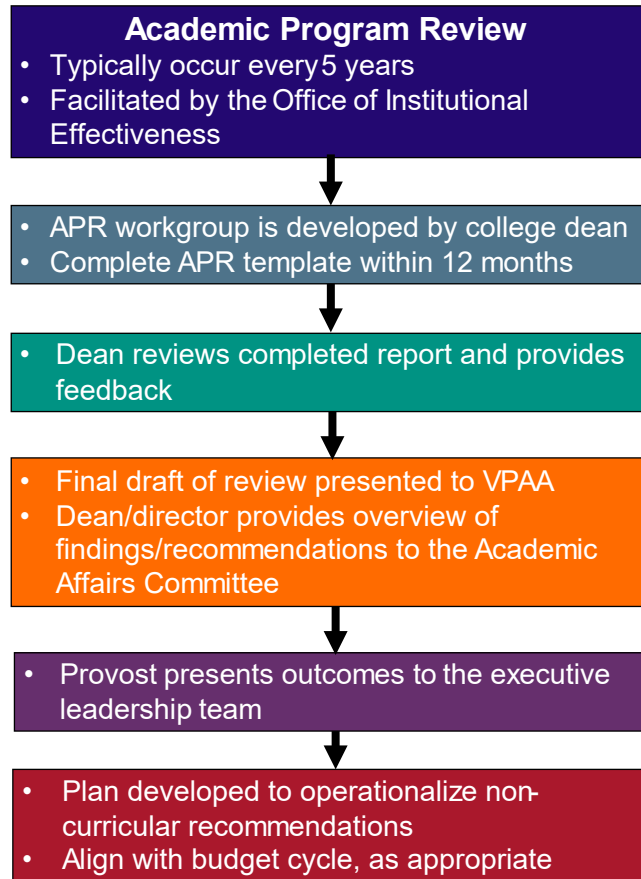 Academic Program Review
• Typically occur every 5 years
• Facilitated by the Office of Institutional
Effectiveness
• APR workgroup is developed by college dean
• Complete APR template within 12 months
• Dean reviews completed report and provides
feedback
• Final draft of review presented to VPAA
• Dean/director provides overview of
findings/recommendations to the Academic
Affairs Committee
• Provost presents outcomes to the executive
leadership team
• Plan developed to operationalize non-
curricular recommendations
• Align with budget cycle, as appropriate